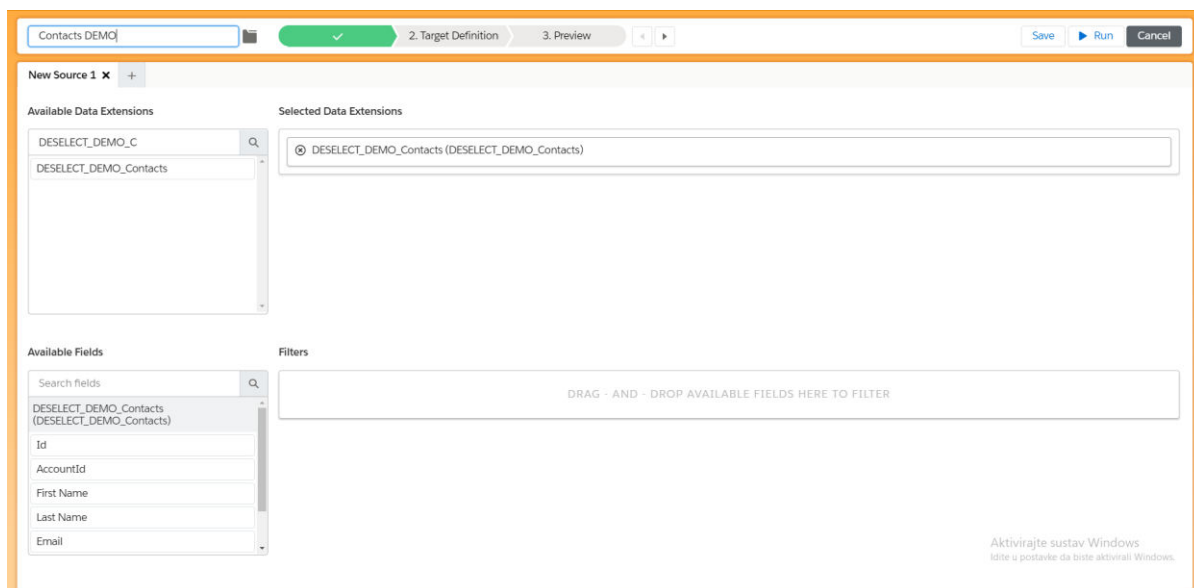 Contacts DEMO
2. Target Definition
3. Preview
Save
Run
Cancel
New Source 1
Available Data Extensions
Selected Data Extensions
DESELECT_DEMO_C
DESELECT_DEMO_Contacts (DESELECT_DEMO_Contacts)
DESELECT_DEMO_Contacts
Available Fields
Filters
Search fields
DRAG - AND - DROP AVAILABLE FIELDS HERE TO FILTER
DESELECT_DEMO_Contacts
(DESELECT_DEMO_Contacts)
Id
AccountId
First Name
Last Name
Email
Aktivirajte sustav Windows
Idite u postavke da biste aktivirali Windows.